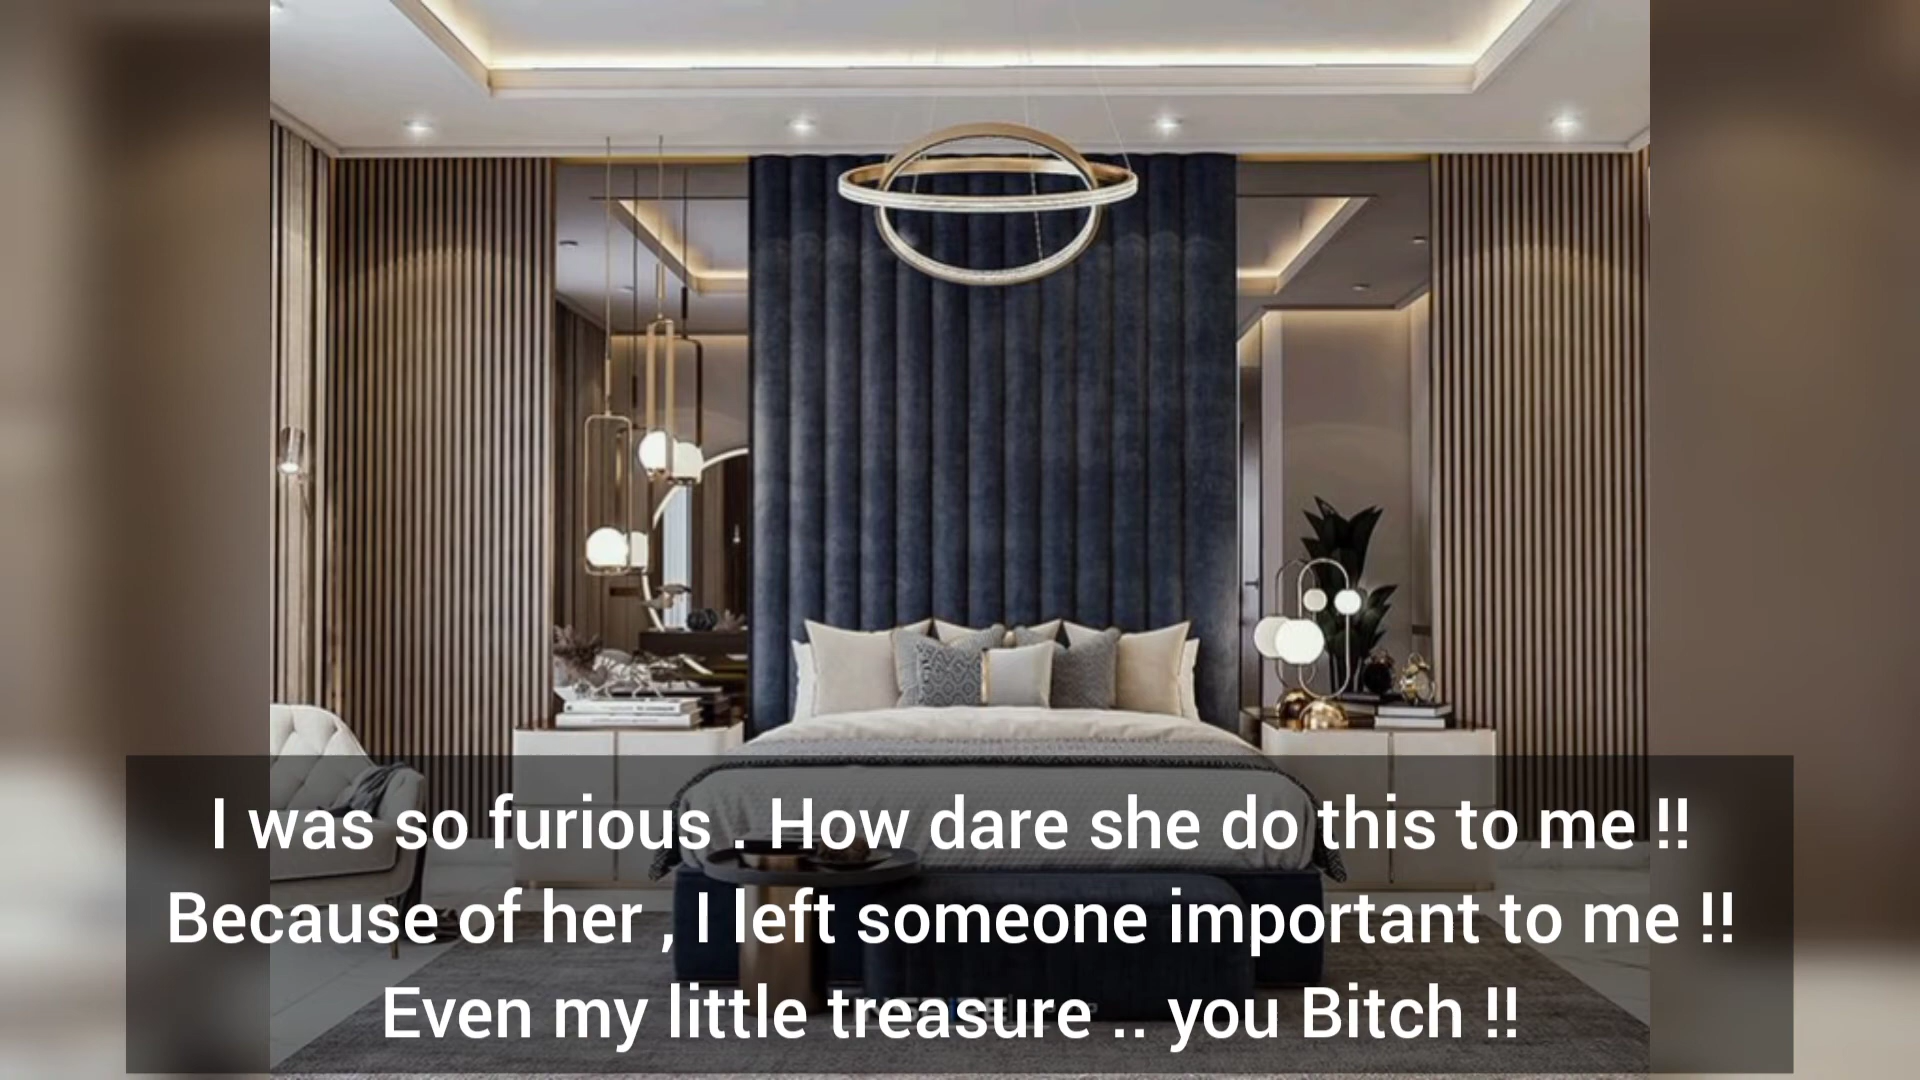 I was so furious . How dare she do this to me !!
Because of her , I left someone important to me !!
Even my little treasure .. you Bitch !!